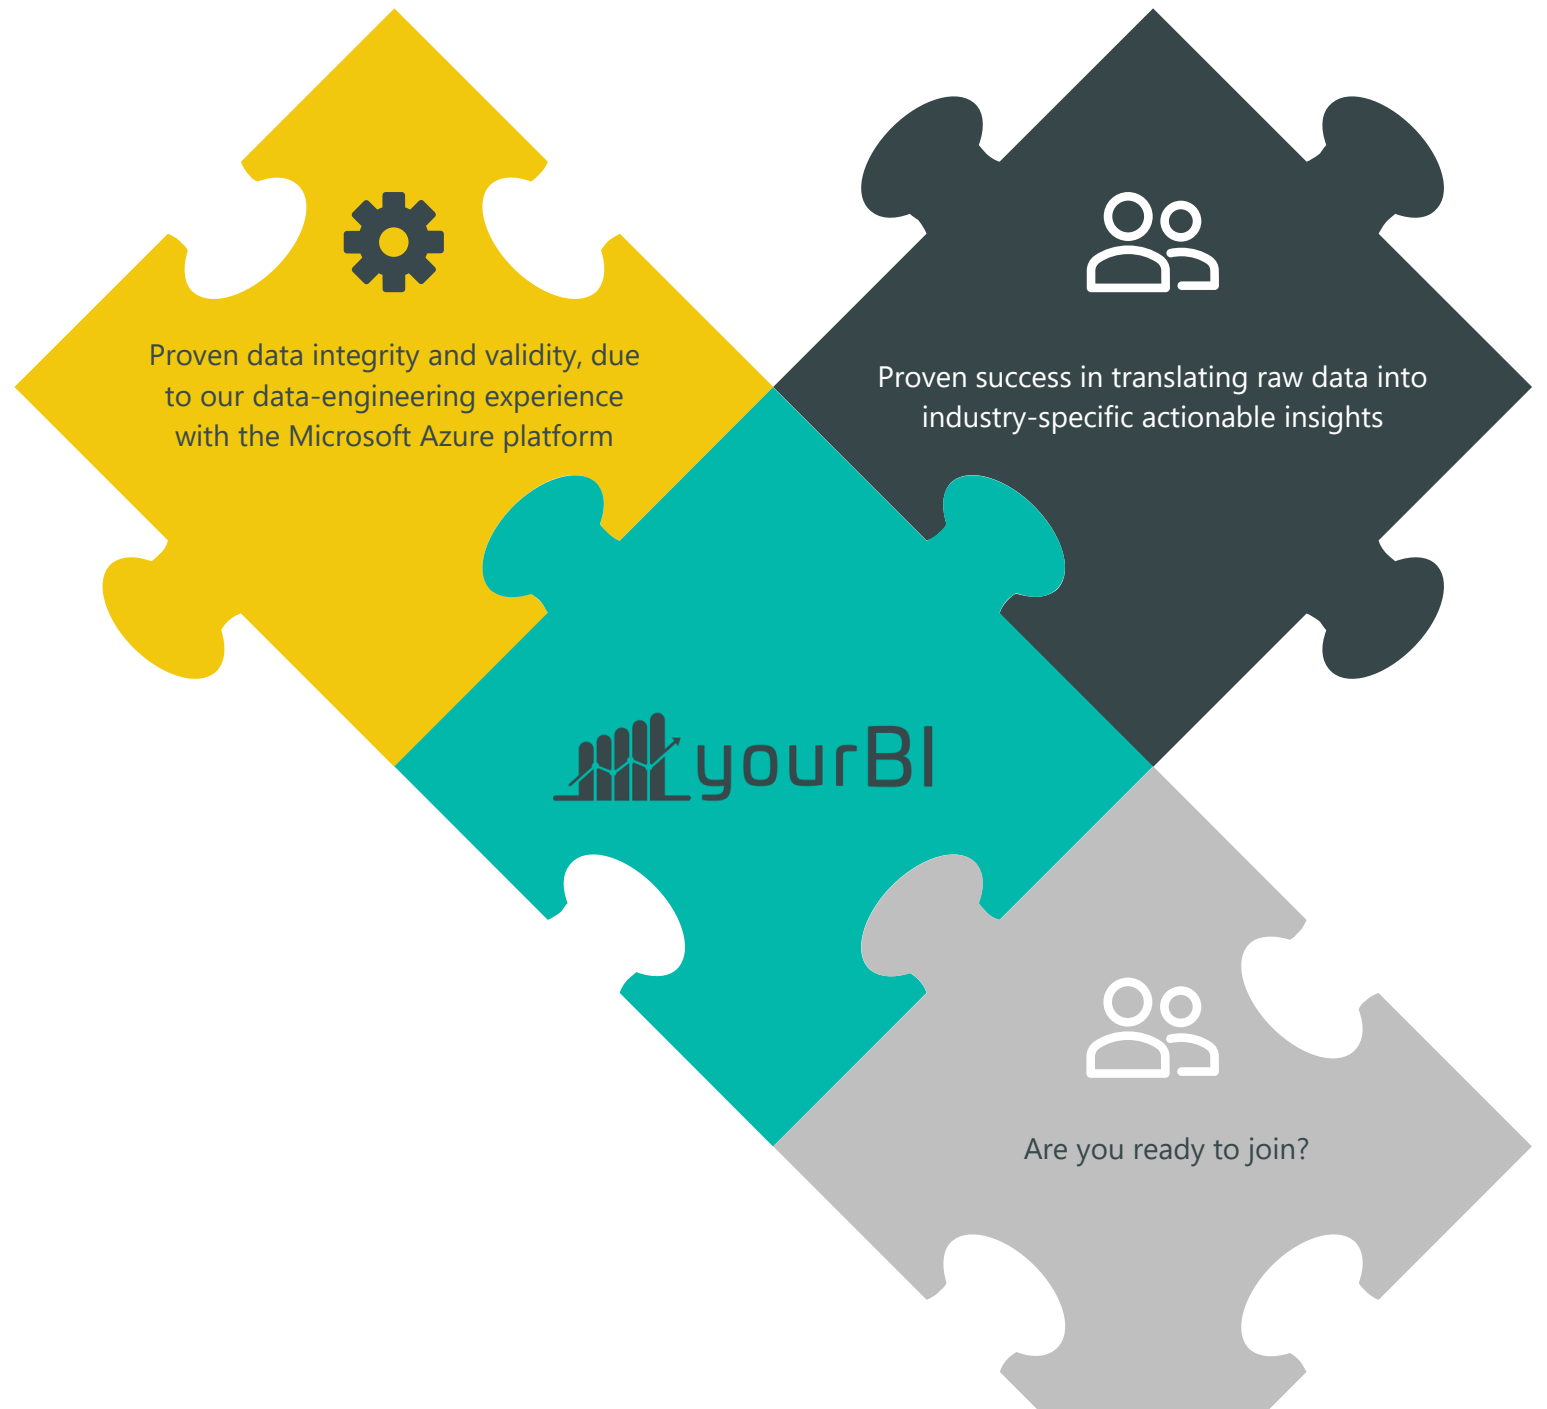 Proven data integrity and validity, due
to our data-engineering experience
with the Microsoft Azure platform
Proven success in translating raw data into
industry-specific actionable insights
yourBI
Are you ready to join?